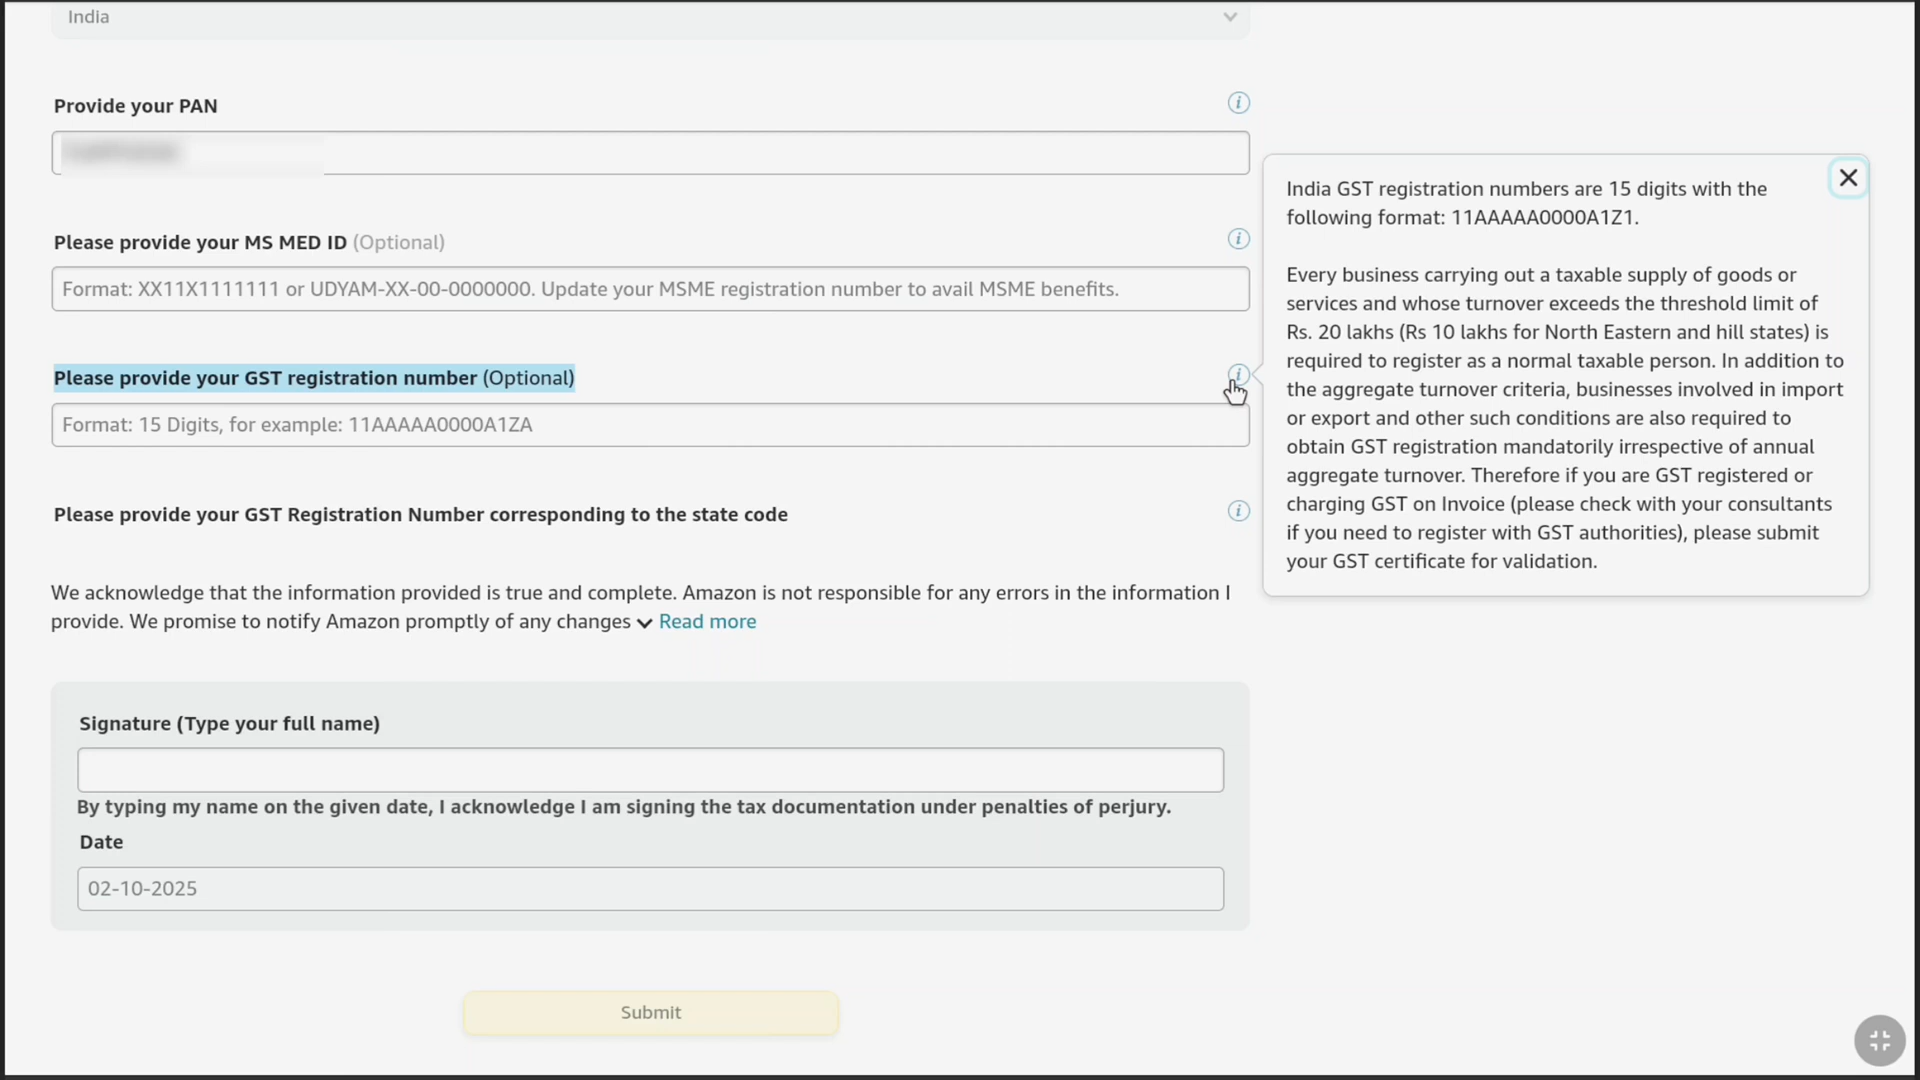 India
Provide your PAN
Please provide your MS MED ID (Optional)
Format: XX11X1111111 or UDYAM-XX-00-0000000. Update your MSME registration number to avail MSME benefits.
Please provide your GST registration number (Optional)
Format: 15 Digits, for example: 11AAAAA0000A1ZA
Please provide your GST Registration Number corresponding to the state code
We acknowledge that the information provided is true and complete. Amazon is not responsible for any errors in the information I
provide. We promise to notify Amazon promptly of any changes Read more
Signature (Type your full name)
By typing my name on the given date, I acknowledge I am signing the tax documentation under penalties of perjury.
Date
02-10-2025
Submit
India GST registration numbers are 15 digits with the
following format: 11AAAAA0000A1Z1.
Every business carrying out a taxable supply of goods or
services and whose turnover exceeds the threshold limit of
Rs. 20 lakhs (Rs 10 lakhs for North Eastern and hill states) is
required to register as a normal taxable person. In addition to
the aggregate turnover criteria, businesses involved in import
or export and other such conditions are also required to
obtain GST registration mandatorily irrespective of annual
aggregate turnover. Therefore if you are GST registered or
charging GST on Invoice (please check with your consultants
if you need to register with GST authorities), please submit
your GST certificate for validation.